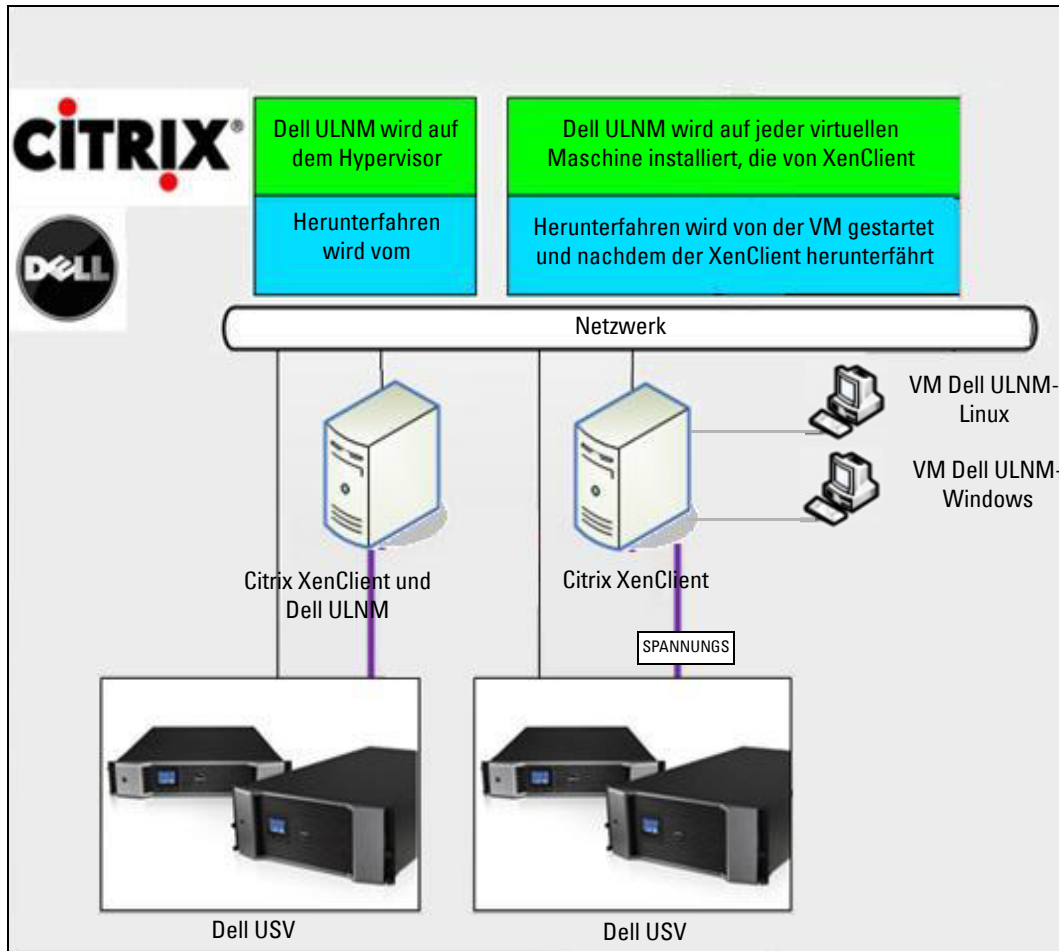 CİTRIX®
DELL
Dell ULNM wird auf
dem Hypervisor
Dell ULNM wird auf jeder virtuellen
Maschine installiert, die von XenClient
Herunterfahren
wird vom
Herunterfahren wird von der VM gestartet
und nachdem der XenClient herunterfährt
Netzwerk
VM Dell ULNM-
Linux
VM Dell ULNM-
Windows
Citrix XenClient und
Dell ULNM
Citrix XenClient
SPANNUNGS
Dell USV
Dell USV